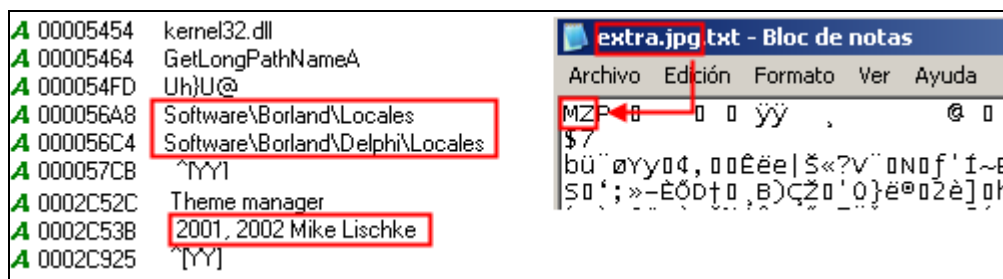 A 00005454 kernel32.dll
A 00005464 GetLongPathNameA
A 000054FD Uh}U@
A 000056A8 Software\Borland\Locales
A 000056C4 Software\Borland\Delphi\Locales
A 000057CB ^[YY]
A 0002C52C Theme manager
A 0002C53B 2001, 2002 Mike Lischke
A 0002C925 ^[YY]
extra.jpg.txt - Bloc de notas
Archivo Edición Formato Ver Ayuda
MZP ÿÿ ¸ @
$7